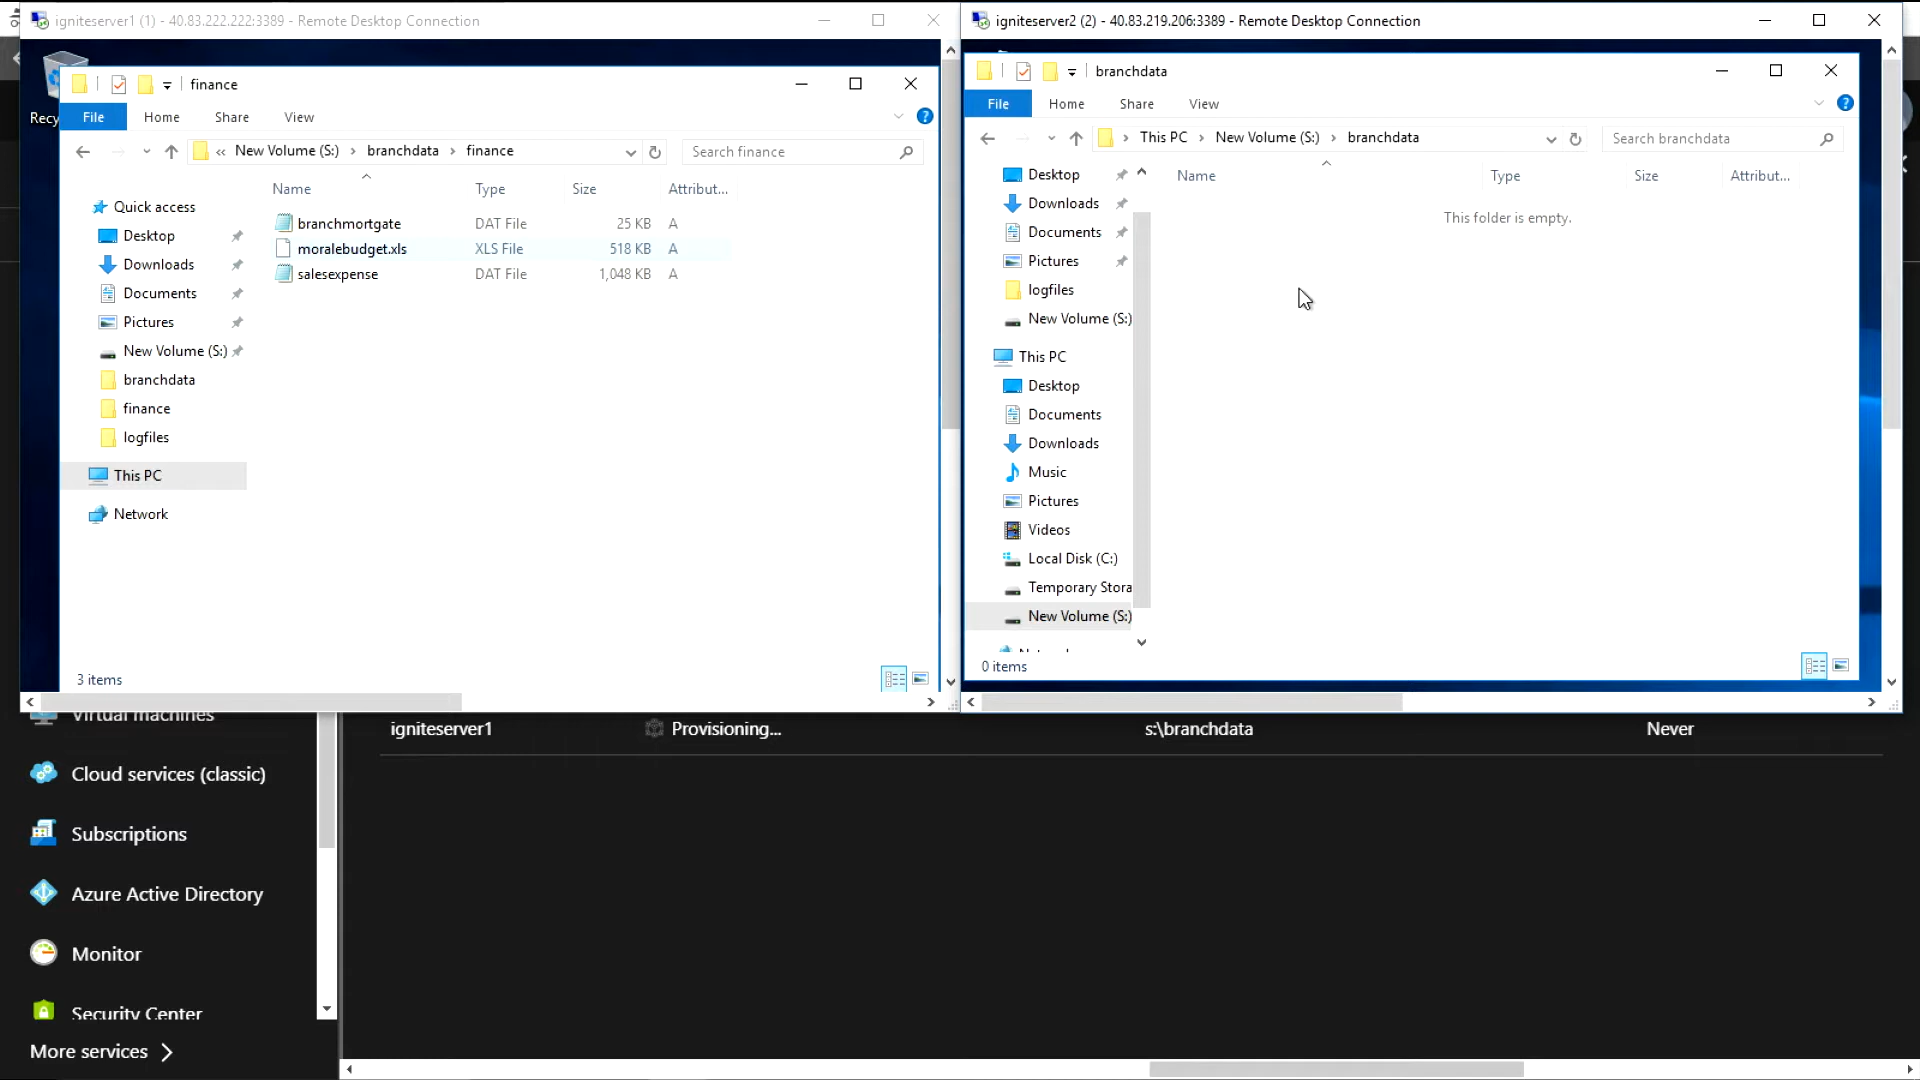 igniteserver1 (1) - 40.83.222.222:3389 - Remote Desktop Connection
Recy
finance
File Home Share View
« New Volume (S:) > branchdata > finance
Search finance
Name Type Size Attribut...
branchmortgate DAT File 25 KB A
moralebudget.xls XLS File 518 KB A
salesexpense DAT File 1,048 KB A
Quick access
Desktop
Downloads
Documents
Pictures
New Volume (S:)
branchdata
finance
logfiles
This PC
Network
3 items
igniteserver2 (2) - 40.83.219.206:3389 - Remote Desktop Connection
branchdata
File Home Share View
> This PC > New Volume (S:) > branchdata
Search branchdata
Name Type Size Attribut...
This folder is empty.
Desktop
Downloads
Documents
Pictures
logfiles
New Volume (S:)
This PC
Desktop
Documents
Downloads
Music
Pictures
Videos
Local Disk (C:)
Temporary Stora
New Volume (S:)
0 items
Virtual machines
Cloud services (classic)
Subscriptions
Azure Active Directory
Monitor
Security Center
More services >
igniteserver1 Provisioning... s:\branchdata Never